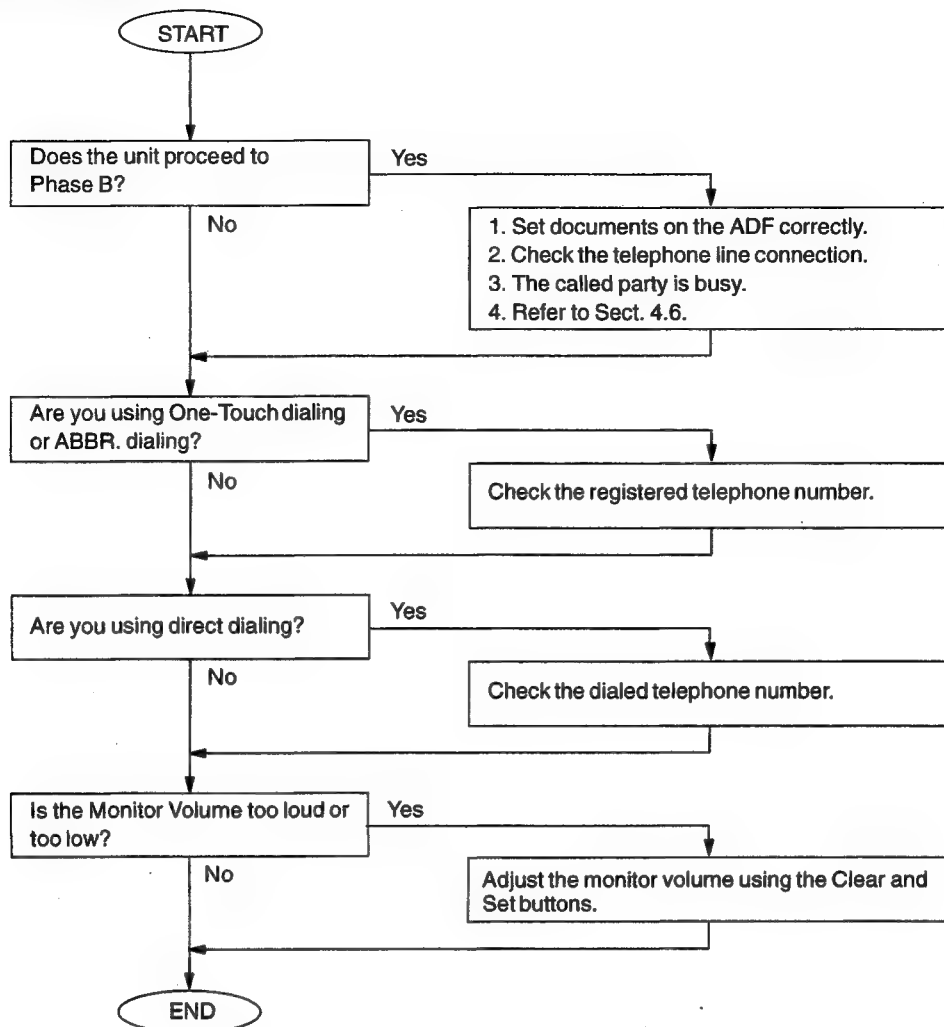 START
Does the unit proceed to
Phase B?
Yes
No
1. Set documents on the ADF correctly.
2. Check the telephone line connection.
3. The called party is busy.
4. Refer to Sect. 4.6.
Are you using One-Touch dialing
or ABBR. dialing?
Yes
No
Check the registered telephone number.
Are you using direct dialing?
Yes
No
Check the dialed telephone number.
Is the Monitor Volume too loud or
too low?
Yes
No
Adjust the monitor volume using the Clear and
Set buttons.
END